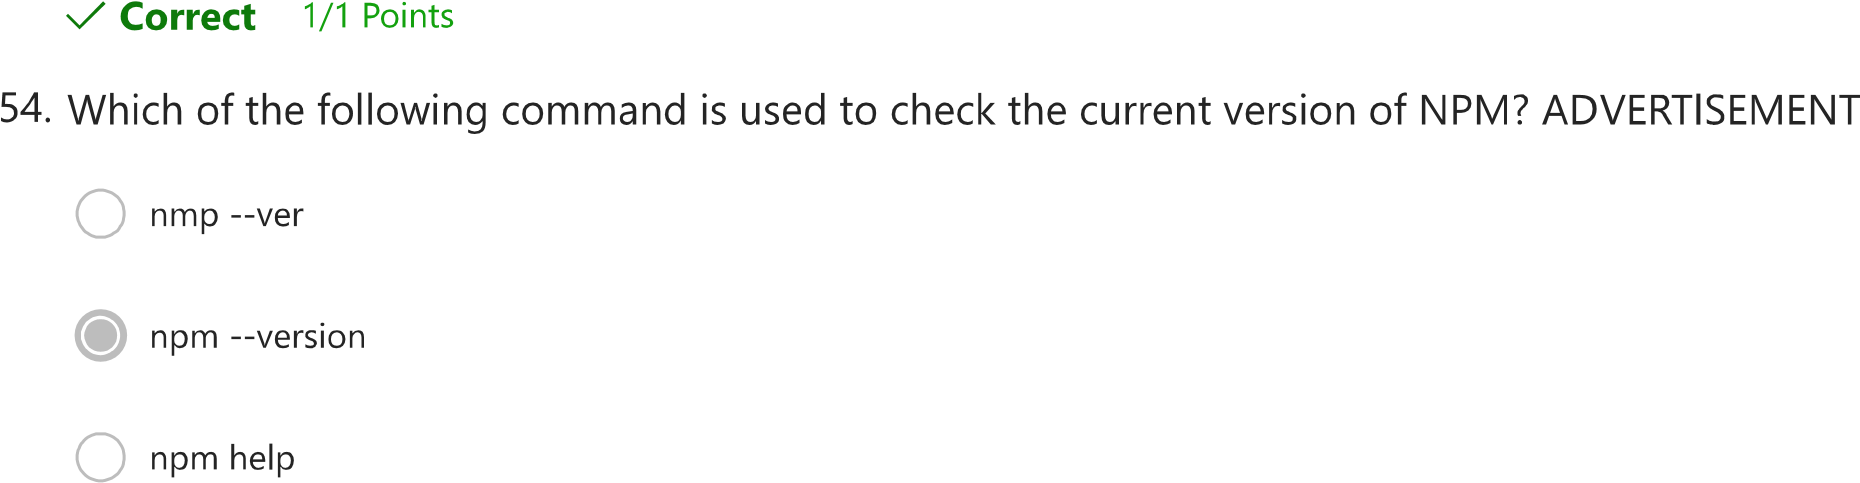 Correct 1/1 Points
54. Which of the following command is used to check the current version of NPM? ADVERTISEMENT
nmp --ver
npm --version
npm help